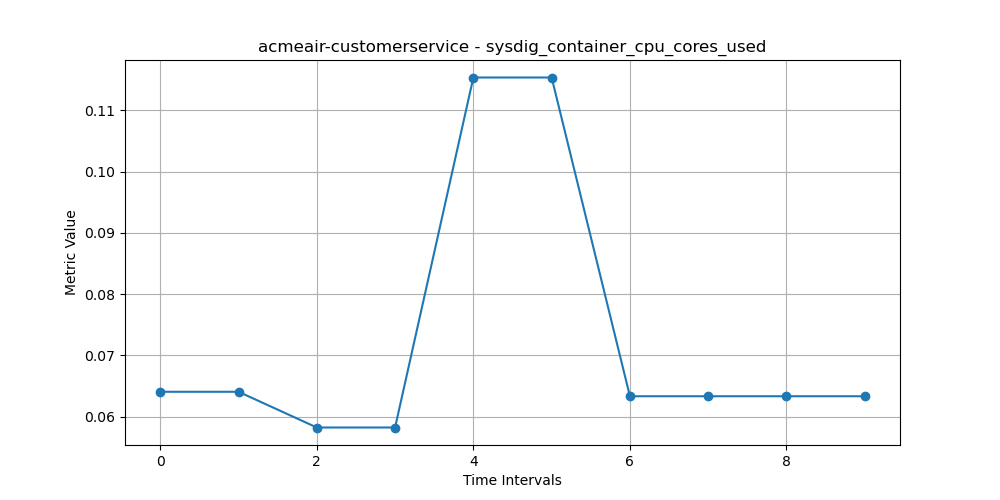 acmeair-customerservice - sysdig_container_cpu_cores_used
Metric Value
0.11
0.10
0.09
0.08
0.07
0.06
0 2 4 6 8
Time Intervals